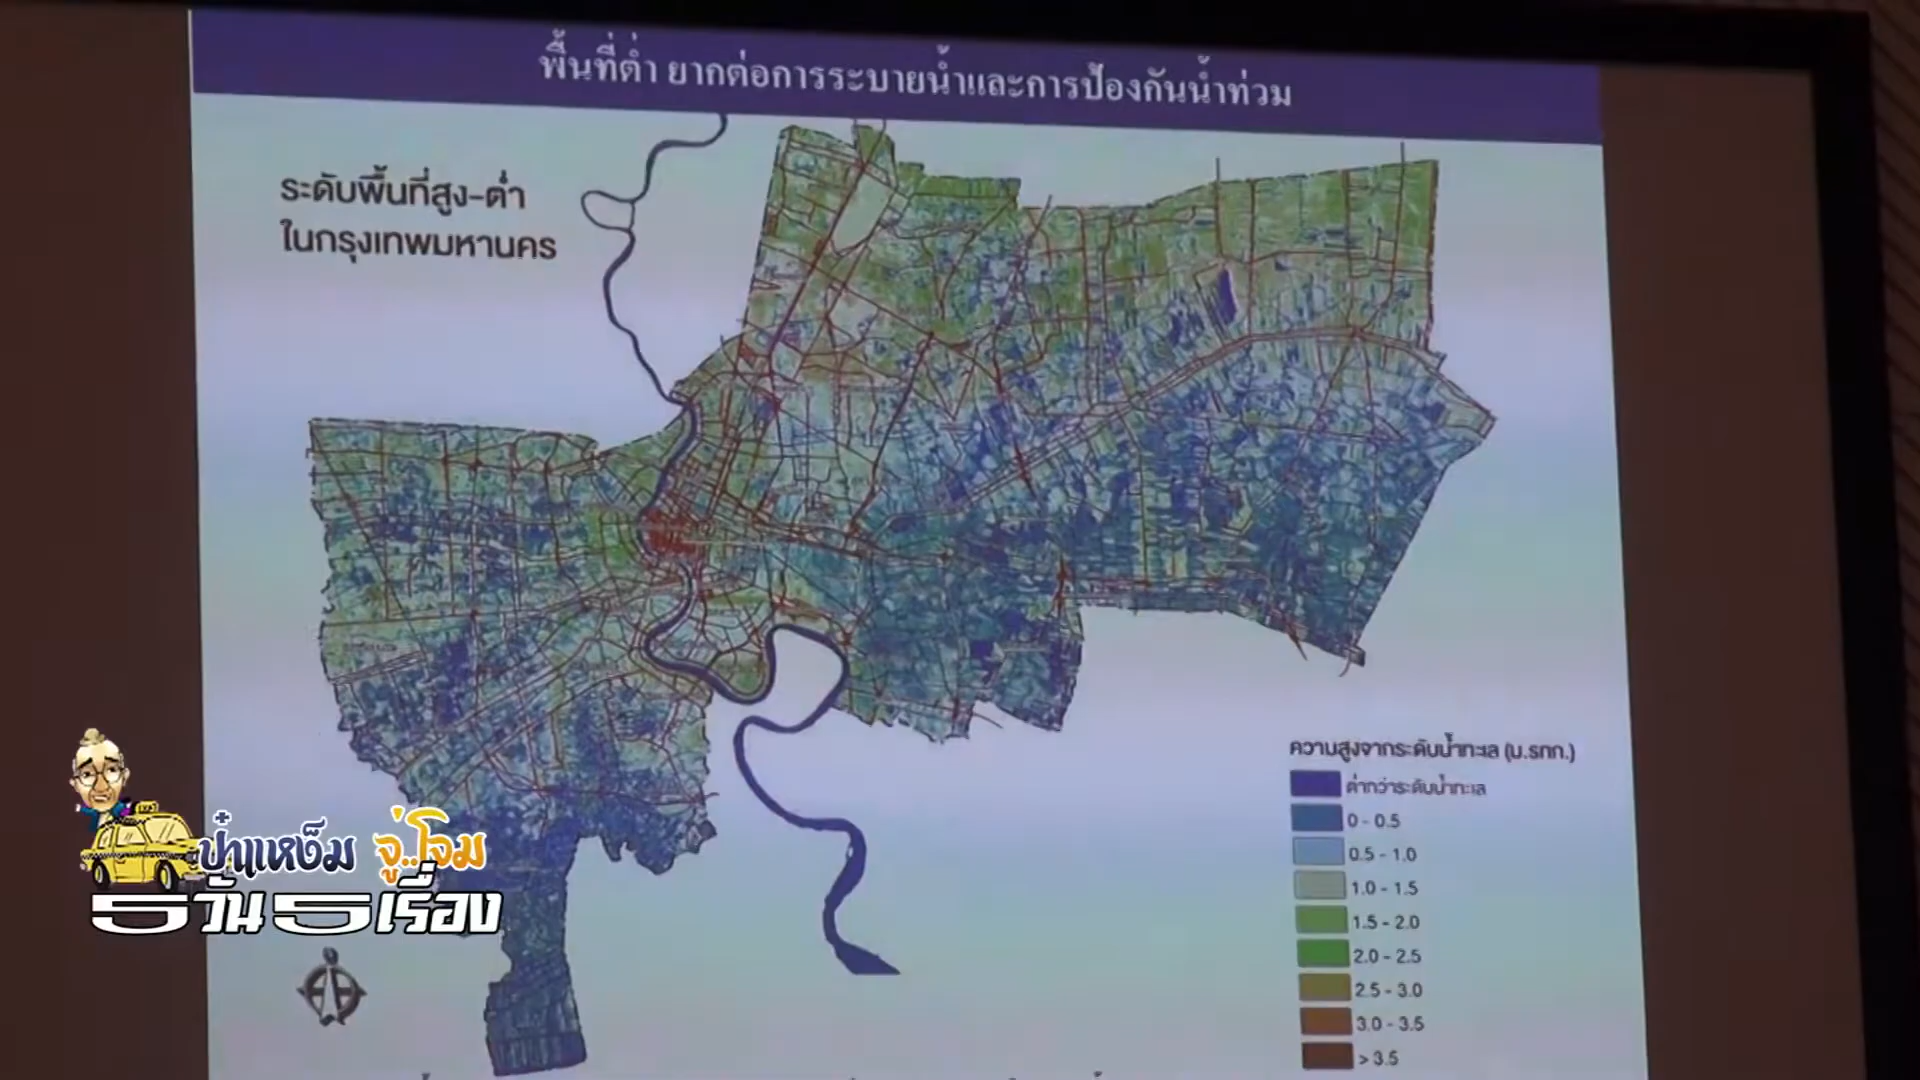 พื้นที่ต่ำ ยากต่อการระบายน้ำและการป้องกันน้ำท่วม
ระดับพื้นที่สูง-ต่ำ
ในกรุงเทพมหานคร
ความสูงจากระดับน้ำทะเล (ม.รทก.)
ต่ำกว่าระดับน้ำทะเล
0 - 0.5
0.5 - 1.0
1.0 - 1.5
1.5 - 2.0
2.0 - 2.5
2.5 - 3.0
3.0 - 3.5
> 3.5
ป๋าแหง็ม จู่..โจม
5วัน 5เรื่อง